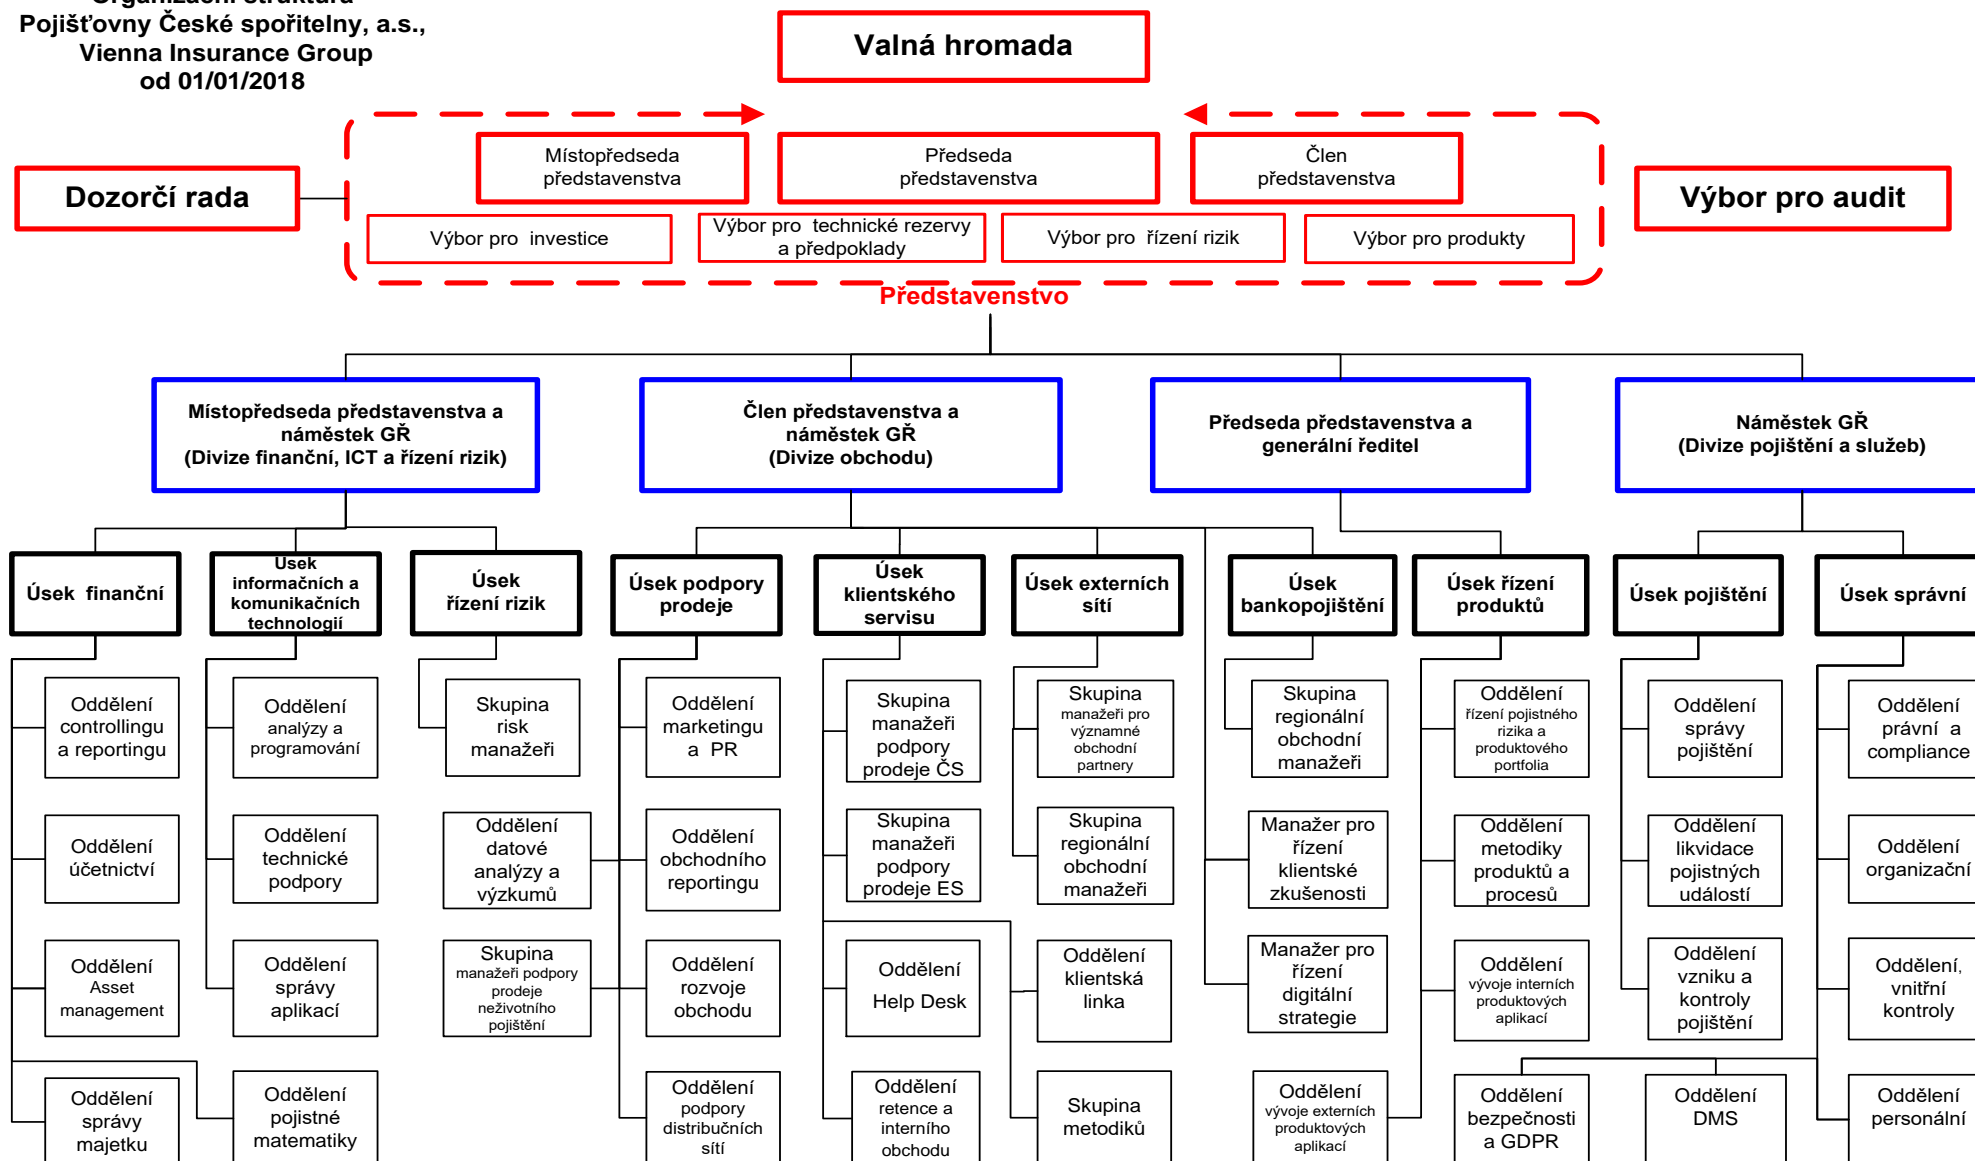 Organizační struktura
Pojišťovny České spořitelny, a.s.,
Vienna Insurance Group
od 01/01/2018
Valná hromada
Místopředseda
představenstva
Předseda
představenstva
Člen
představenstva
Dozorčí rada
Výbor pro audit
Výbor pro investice
Výbor pro technické rezervy
a předpoklady
Výbor pro řízení rizik
Výbor pro produkty
Představenstvo
Místopředseda představenstva a
náměstek GŘ
(Divize finanční, ICT a řízení rizik)
Člen představenstva a
náměstek GŘ
(Divize obchodu)
Předseda představenstva a
generální ředitel
Náměstek GŘ
(Divize pojištění a služeb)
Úsek finanční
Úsek
informačních a
komunikačních
technologií
Úsek
řízení rizik
Úsek podpory
prodeje
Úsek
klientského
servisu
Úsek externích
sítí
Úsek
bankopojištění
Úsek řízení
produktů
Úsek pojištění
Úsek správní
Oddělení
controllingu
a reportingu
Oddělení
analýzy a
programování
Skupina
risk
manažeři
Oddělení
marketingu
a PR
Skupina
manažeři
podpory
prodeje ČS
Skupina
manažeři pro
významné
obchodní
partnery
Skupina
regionální
obchodní
manažeři
Oddělení
řízení pojistného
rizika a
produktového
portfolia
Oddělení
správy
pojištění
Oddělení
právní a
compliance
Oddělení
účetnictví
Oddělení
technické
podpory
Oddělení
datové
analýzy a
výzkumů
Oddělení
obchodního
reportingu
Skupina
manažeři
podpory
prodeje ES
Skupina
regionální
obchodní
manažeři
Manažer pro
řízení
klientské
zkušenosti
Oddělení
metodiky
produktů a
procesů
Oddělení
likvidace
pojistných
událostí
Oddělení
organizační
Oddělení
Asset
management
Oddělení
správy
aplikací
Skupina
manažeři podpory
prodeje
neživotního
pojištění
Oddělení
rozvoje
obchodu
Oddělení
Help Desk
Oddělení
klientská
linka
Manažer pro
řízení
digitální
strategie
Oddělení
vývoje interních
produktových
aplikací
Oddělení
vzniku a
kontroly
pojištění
Oddělení,
vnitřní
kontroly
Oddělení
správy
majetku
Oddělení
pojistné
matematiky
Oddělení
podpory
distribučních
sítí
Oddělení
retence a
interního
obchodu
Skupina
metodiků
Oddělení
vývoje externích
produktových
aplikací
Oddělení
bezpečnosti
a GDPR
Oddělení
DMS
Oddělení
personální